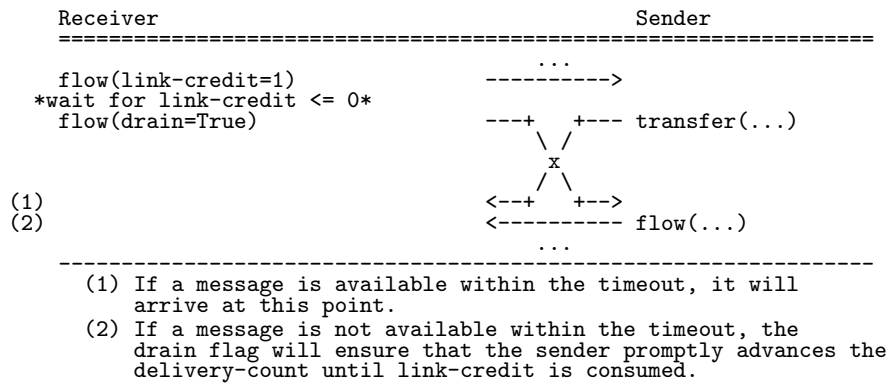 Receiver                                        Sender
=================================================================
                                      ...
flow(link-credit=1)               ---------->
*wait for link-credit <= 0*
flow(drain=True)                  ---+   +--- transfer(...)
                                      \ /
                                       x
                                      / \
(1)                               <--+   +-->
(2)                               <---------- flow(...)
                                      ...
-----------------------------------------------------------------
(1) If a message is available within the timeout, it will
arrive at this point.
(2) If a message is not available within the timeout, the
drain flag will ensure that the sender promptly advances the
delivery-count until link-credit is consumed.